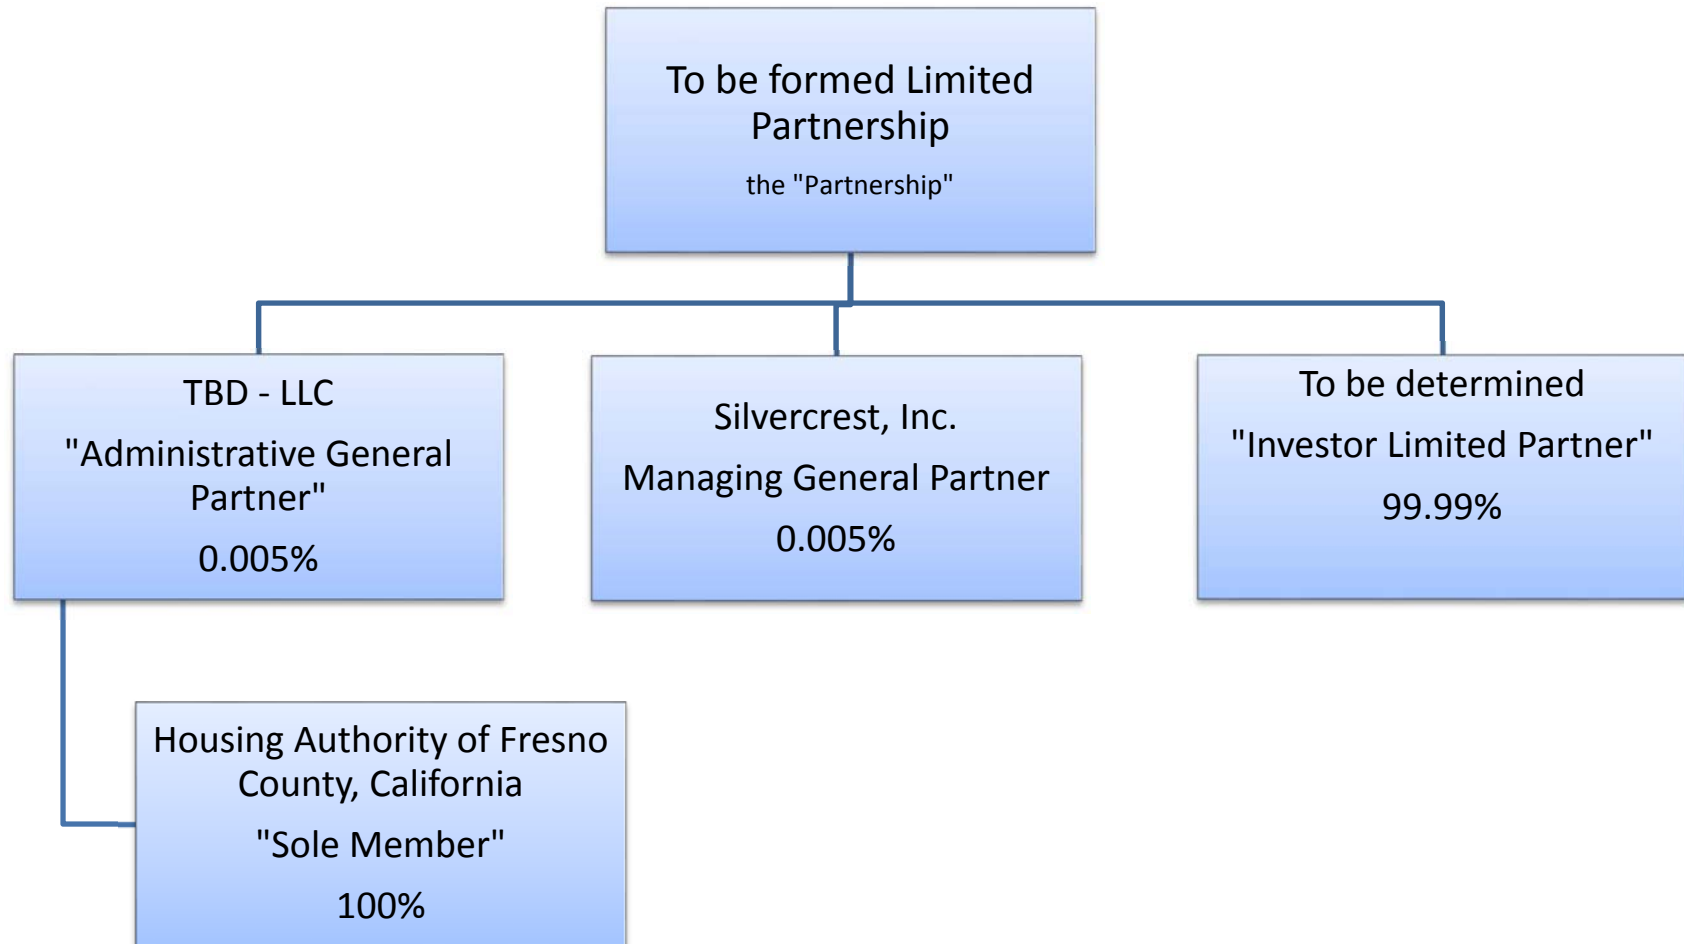 To be formed Limited
Partnership
the "Partnership"
TBD - LLC
"Administrative General
Partner"
0.005%
Silvercrest, Inc.
Managing General Partner
0.005%
To be determined
"Investor Limited Partner"
99.99%
Housing Authority of Fresno
County, California
"Sole Member"
100%